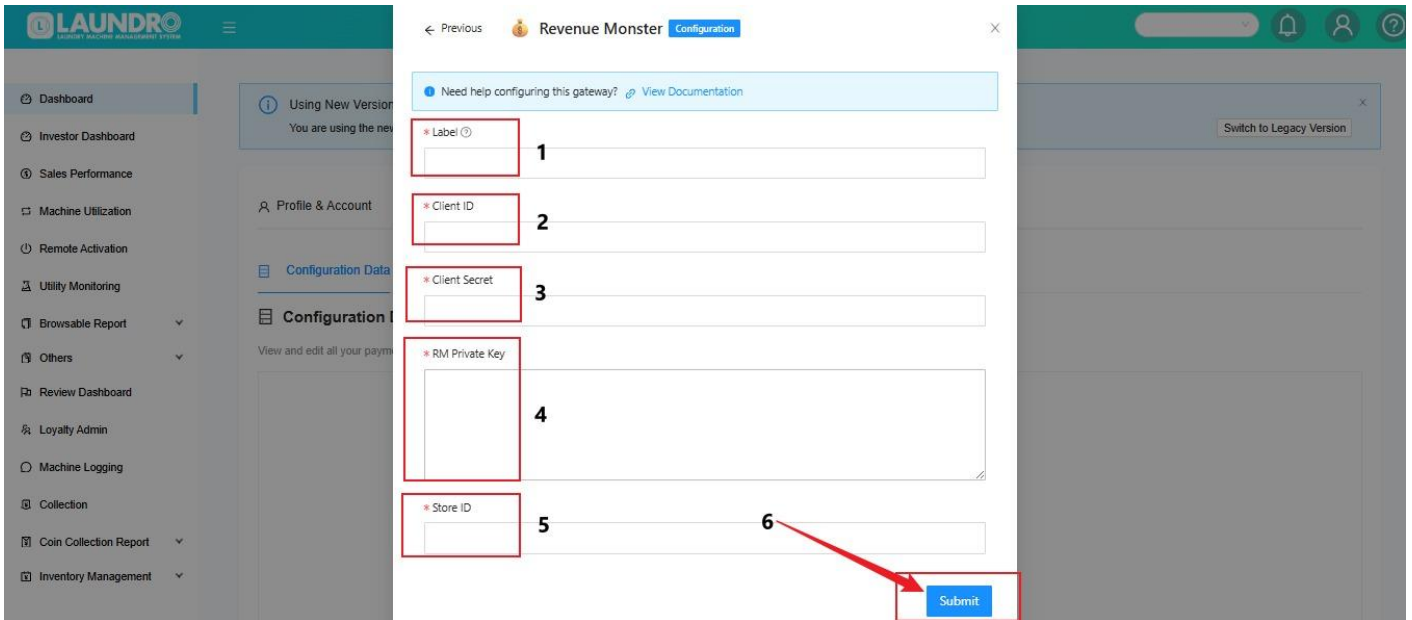 LAUNDRO
LAUNDRY MACHINE MANAGEMENT SYSTEM
Dashboard
Investor Dashboard
Sales Performance
Machine Utilization
Remote Activation
Utility Monitoring
Browsable Report
Others
Review Dashboard
Loyalty Admin
Machine Logging
Collection
Coin Collection Report
Inventory Management
Using New Version
You are using the new
Switch to Legacy Version
Profile & Account
Configuration Data
Configuration D
View and edit all your paym
Previous
Revenue Monster Configuration
Need help configuring this gateway? View Documentation
* Label
1
* Client ID
2
* Client Secret
3
* RM Private Key
4
* Store ID
5
6
Submit